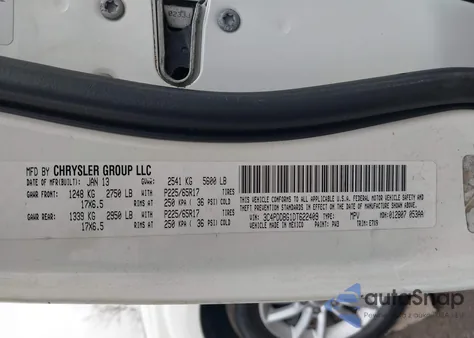 MFD BY CHRYSLER GROUP LLC
DATE OF MFR(BUILT): JAN 13 GVWR: 2541 KG 5600 LB
GAWR FRONT: 1248 KG 2750 LB WITH P225/65R17 TIRES
17X6.5 RIMS AT 250 KPA ( 36 PSI) COLD
GAWR REAR: 1339 KG 2950 LB WITH P225/65R17 TIRES
17X6.5 RIMS AT 250 KPA ( 36 PSI) COLD
THIS VEHICLE CONFORMS TO ALL APPLICABLE U.S.A. FEDERAL MOTOR VEHICLE SAFETY
AND THEFT PREVENTION STANDARDS IN EFFECT ON THE DATE OF MANUFACTURE SHOWN ABOVE.
TYPE: MPV
VEHICLE MADE IN MEXICO PAINT: PW3
autoSnap